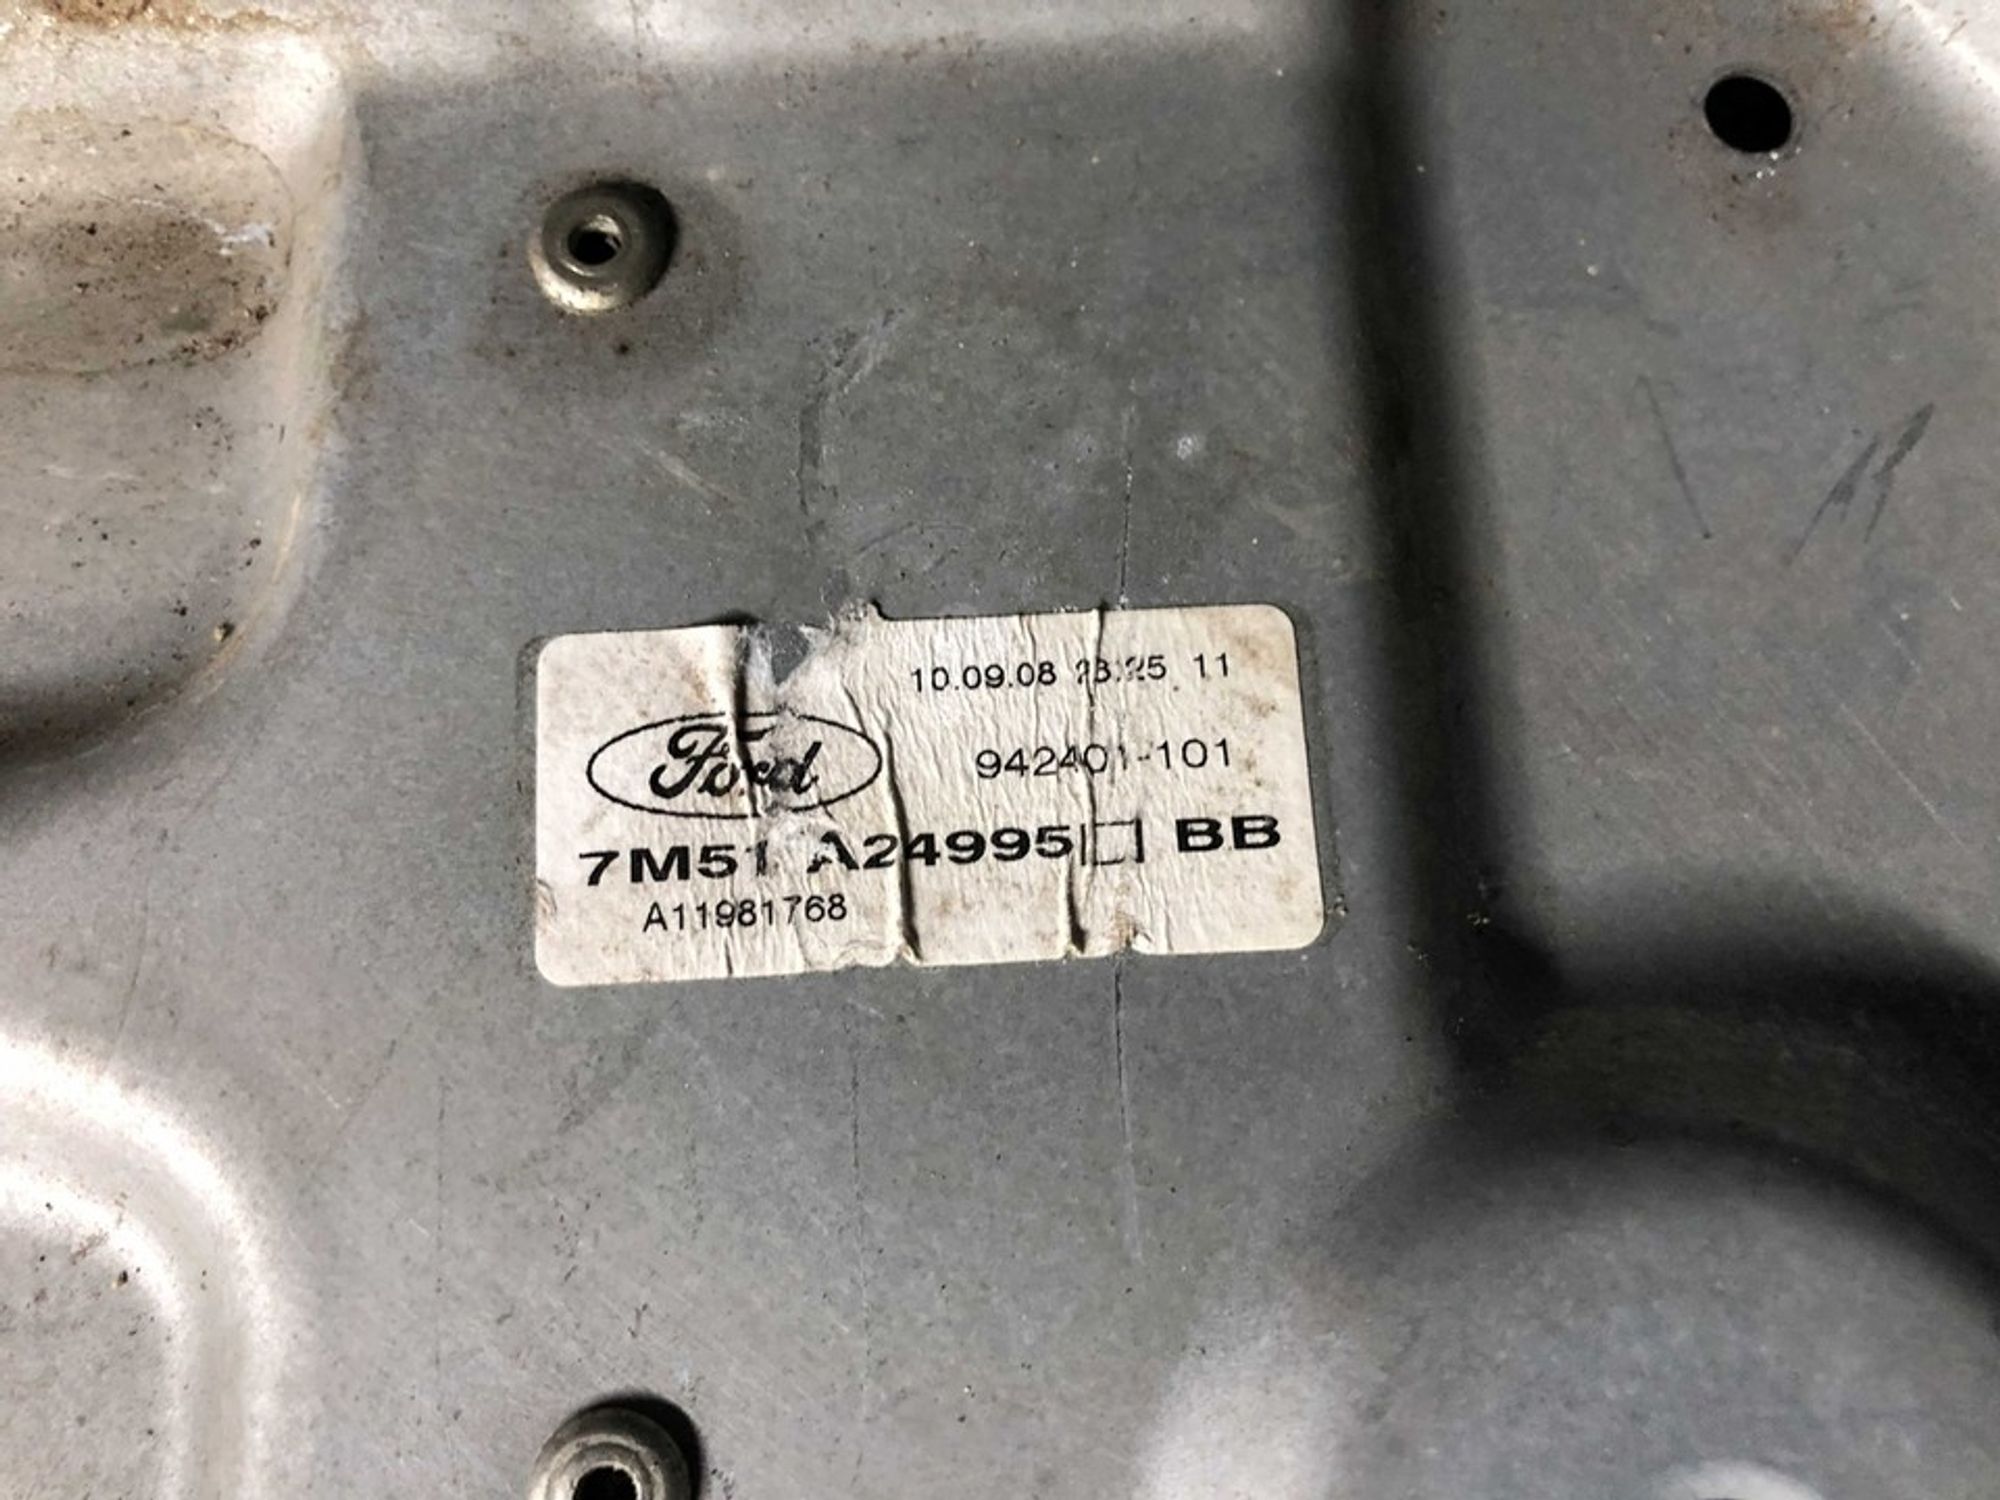 10.09.08 23:25 11
Ford
942401-101
7M51 A24995□ BB
A11981768